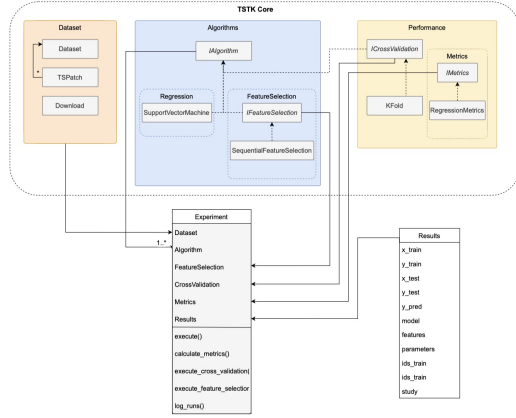 TSTK Core
Dataset
Dataset
*
TSPatch
Download
Algorithms
IAlgorithm
Regression
SupportVectorMachine
FeatureSelection
IFeatureSelection
SequentialFeatureSelection
Performance
ICrossValidation
KFold
Metrics
IMetrics
RegressionMetrics
Experiment
Dataset
1..*
Algorithm
FeatureSelection
CrossValidation
Metrics
Results
execute()
calculate_metrics()
execute_cross_validation(
execute_feature_selection
log_runs()
Results
x_train
y_train
x_test
y_test
y_pred
model
features
parameters
ids_train
ids_train
study